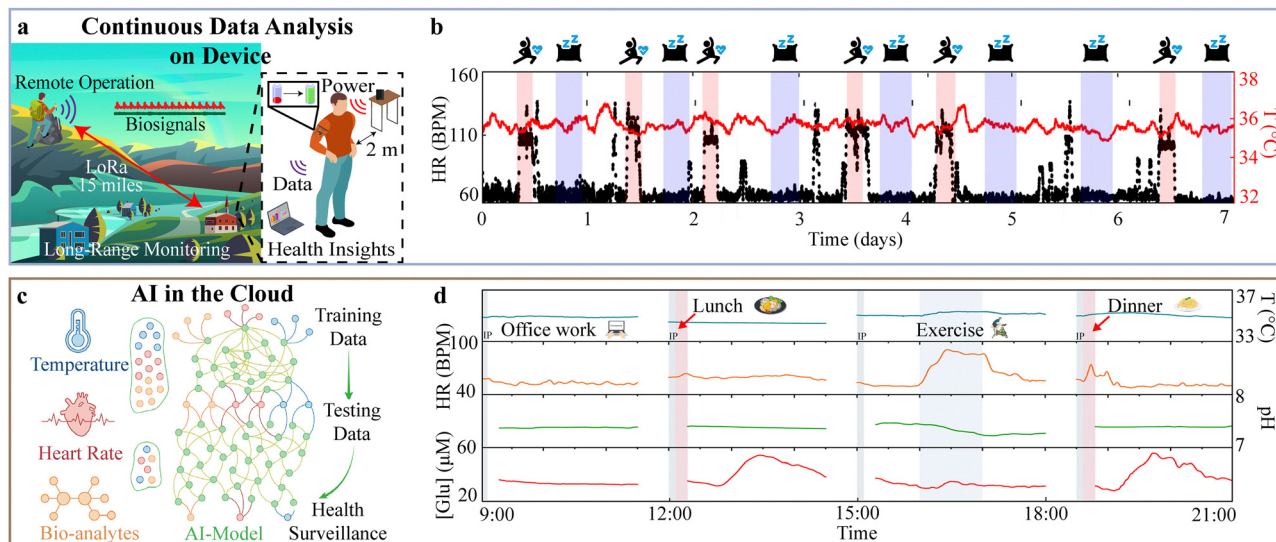 a
Continuous Data Analysis
on Device
Remote Operation
Biosignals
LoRa
15 miles
Long-Range Monitoring
Power
2 m
Data
Health Insights
b
z z
z z
z z
z z
z z
z z
z z
HR (BPM)
160
110
60
38
36
34
32
T (°C)
0 1 2 3 4 5 6 7
Time (days)
c
AI in the Cloud
Temperature
Heart Rate
Bio-analytes
AI-Model
Training
Data
Testing
Data
Health
Surveillance
d
Office work
Lunch
Exercise
Dinner
IP
IP
IP
IP
37
33
T (°C)
100
40
HR (BPM)
8
7
pH
60
20
[Glu] (μM)
9:00 12:00 15:00 18:00 21:00
Time